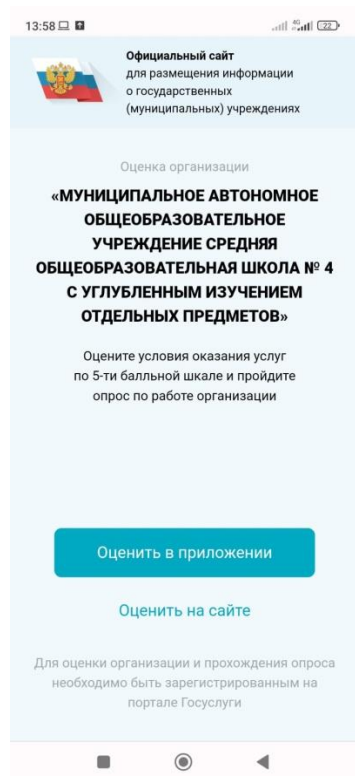 13:58
4G
22
Официальный сайт
для размещения информации
о государственных
(муниципальных) учреждениях
Оценка организации
«МУНИЦИПАЛЬНОЕ АВТОНОМНОЕ
ОБЩЕОБРАЗОВАТЕЛЬНОЕ
УЧРЕЖДЕНИЕ СРЕДНЯЯ
ОБЩЕОБРАЗОВАТЕЛЬНАЯ ШКОЛА № 4
С УГЛУБЛЕННЫМ ИЗУЧЕНИЕМ
ОТДЕЛЬНЫХ ПРЕДМЕТОВ»
Оцените условия оказания услуг
по 5-ти балльной шкале и пройдите
опрос по работе организации
Оценить в приложении
Оценить на сайте
Для оценки организации и прохождения опроса
необходимо быть зарегистрированным на
портале Госуслуги